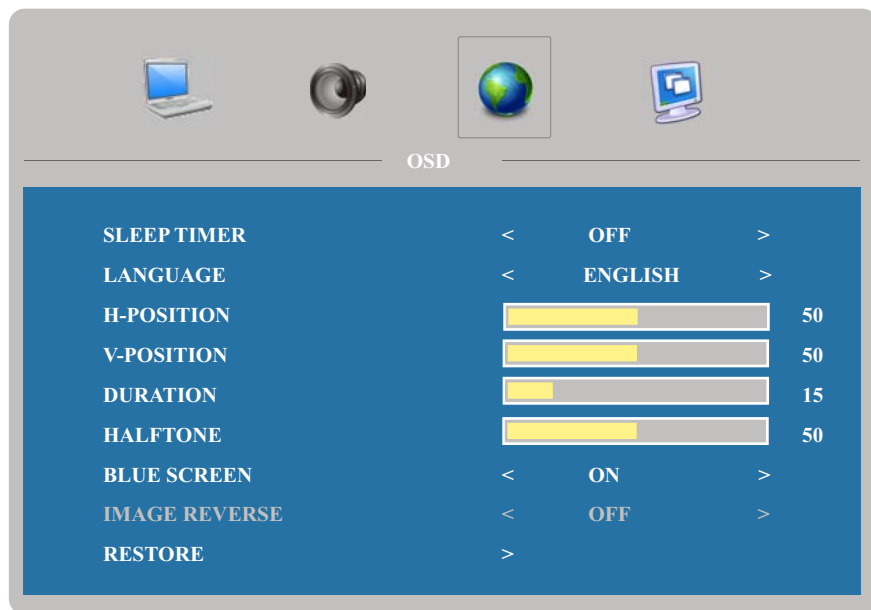 OSD
SLEEP TIMER < OFF >
LANGUAGE < ENGLISH >
H-POSITION 50
V-POSITION 50
DURATION 15
HALFTONE 50
BLUE SCREEN < ON >
IMAGE REVERSE < OFF >
RESTORE >